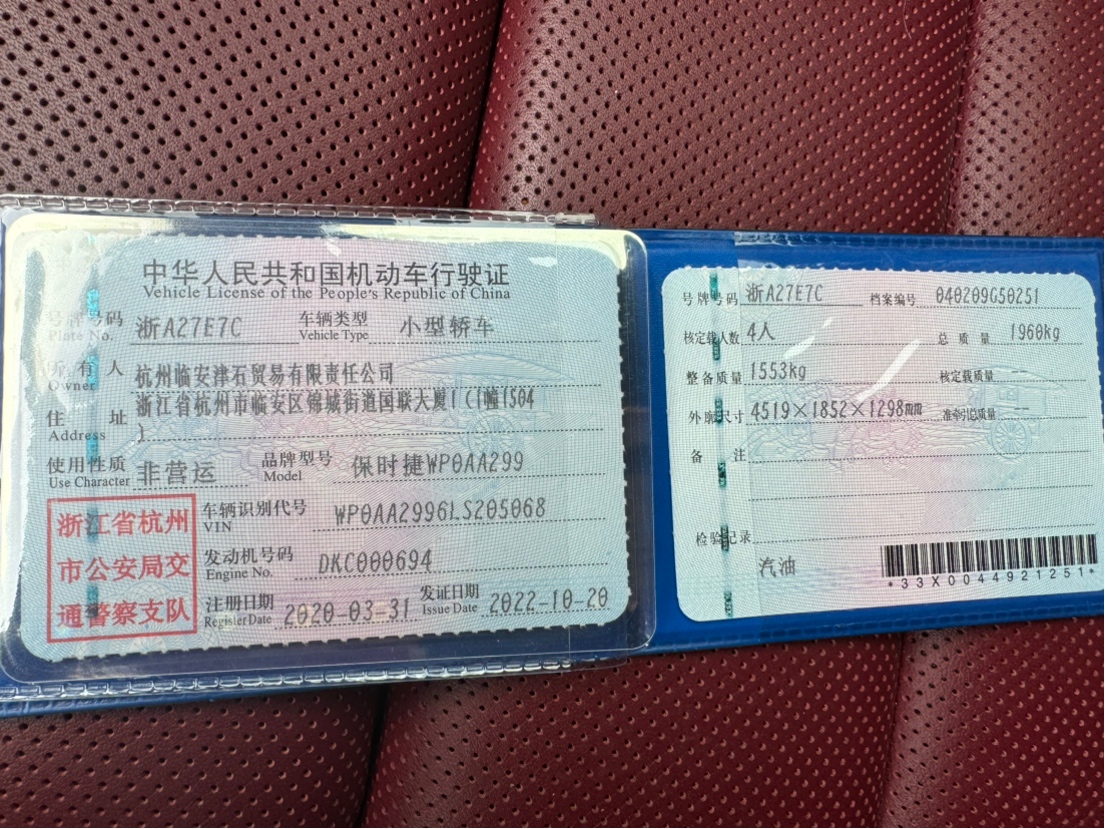 中华人民共和国机动车行驶证
Vehicle License of the People's Republic of China
号牌号码 浙A27E7C 车辆类型 小型轿车
Plate No. Vehicle Type
所有人 杭州临安津石贸易有限责任公司
Owner
住址 浙江省杭州市临安区锦城街道国联大厦1(1幢1504
Address )
使用性质 非营运 品牌型号 保时捷WP0AA299
Use Character Model
浙江省杭州
市公安局交
通警察支队
车辆识别代号 WP0AA2996LS205068
VIN
发动机号码 DKC000694
Engine No.
注册日期 2020-03-31 发证日期 2022-10-20
Register Date Issue Date
号牌号码 浙A27E7C 档案编号 040209G50251
核定载人数 4人 总质量 1960kg
整备质量 1553kg 核定载质量 --
外廓尺寸 4519×1852×1298mm 准牵引总质量 --
备注
检验记录
汽油
*33X0044921251*